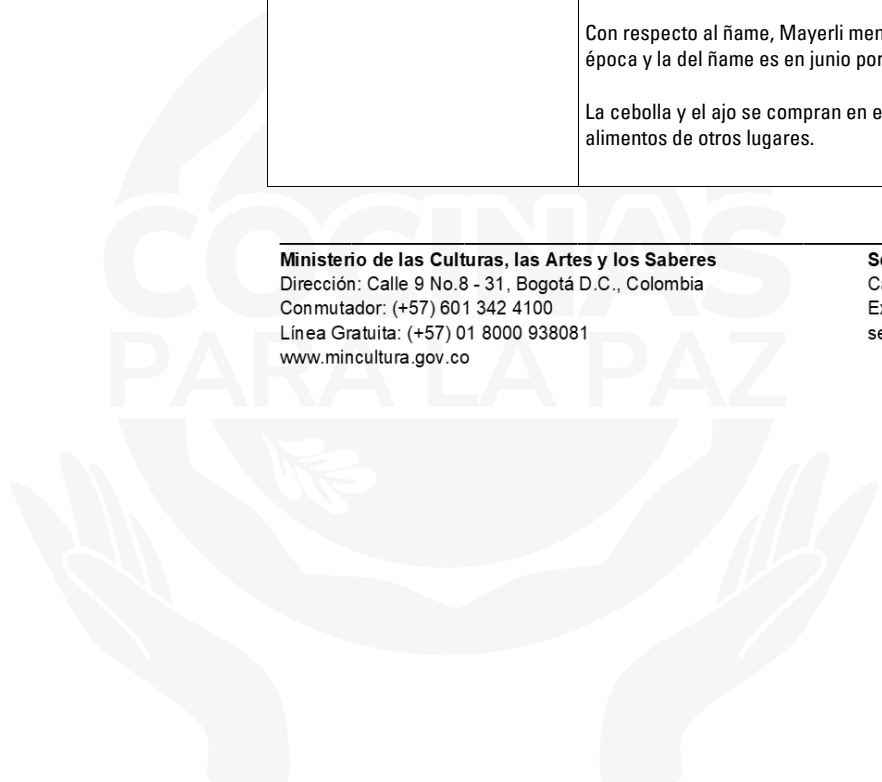 Con respecto al ñame, Mayerli
época y la del ñame es en junio por
La cebolla y el ajo se compran en
alimentos de otros lugares.
COCINAS
PARA LA PAZ
Ministerio de las Culturas, las Artes y los Saberes
Dirección: Calle 9 No.8 - 31, Bogotá D.C., Colombia
Conmutador: (+57) 601 342 4100
Línea Gratuita: (+57) 01 8000 938081
www.mincultura.gov.co